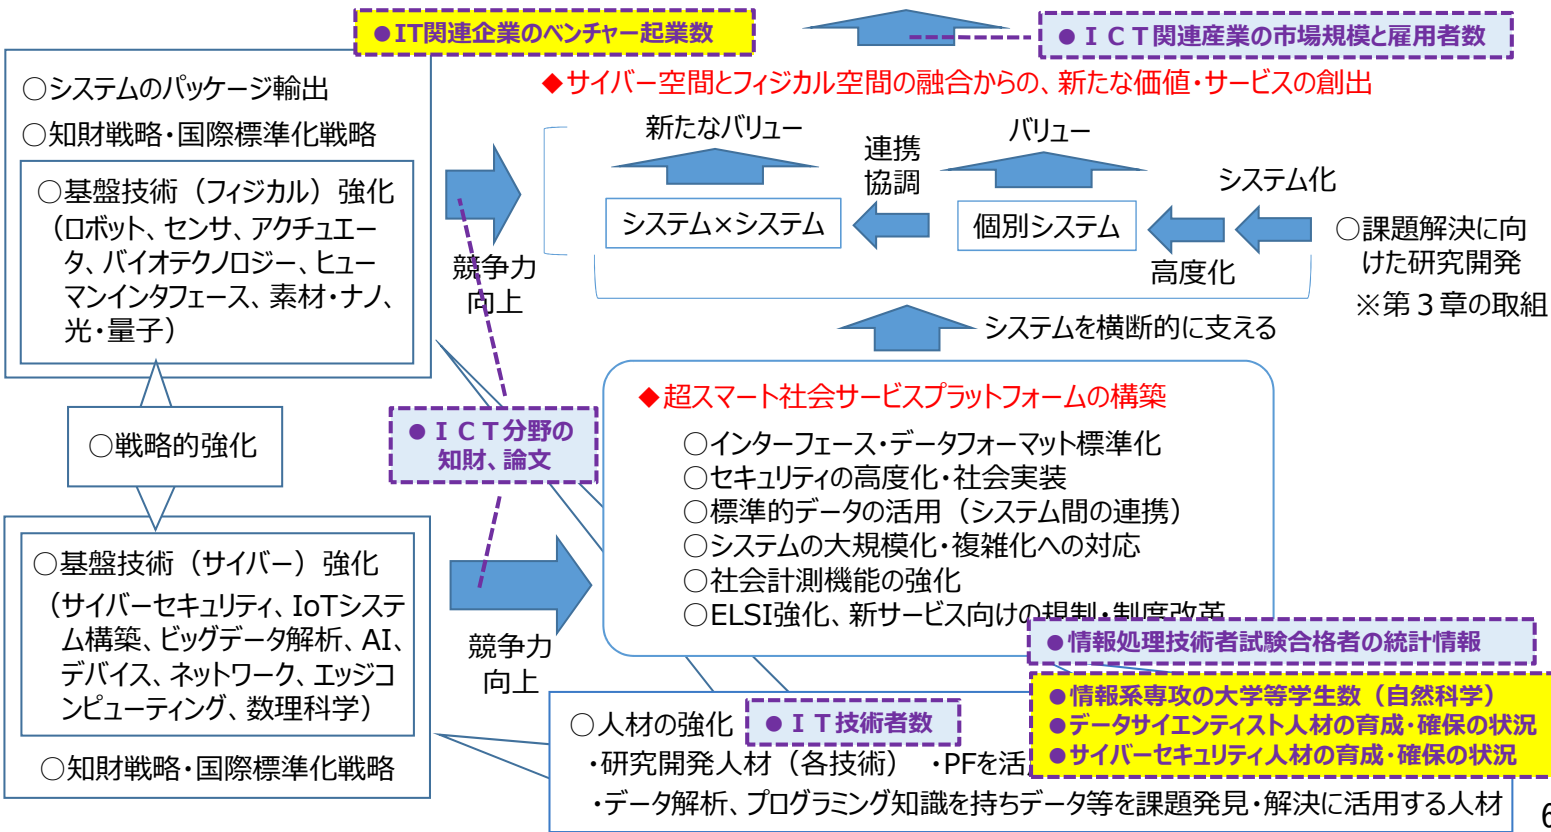 ●IT関連企業のベンチャー起業数
●ＩＣＴ関連産業の市場規模と雇用者数
○システムのパッケージ輸出
○知財戦略・国際標準化戦略
○基盤技術（フィジカル）強化
（ロボット、センサ、アクチュエー
タ、バイオテクノロジー、ヒュー
マンインタフェース、素材・ナノ、
光・量子）
競争力
向上
◆サイバー空間とフィジカル空間の融合からの、新たな価値・サービスの創出
新たなバリュー
連携
協調
バリュー
システム化
システム×システム
個別システム
高度化
○課題解決に向
けた研究開発
※第３章の取組
システムを横断的に支える
○戦略的強化
●ＩＣＴ分野の
知財、論文
◆超スマート社会サービスプラットフォームの構築
○インターフェース・データフォーマット標準化
○セキュリティの高度化・社会実装
○標準的データの活用（システム間の連携）
○システムの大規模化・複雑化への対応
○社会計測機能の強化
○ELSI強化、新サービス向けの規制・制度改革
○基盤技術（サイバー）強化
（サイバーセキュリティ、IoTシステ
ム構築、ビッグデータ解析、AI、
デバイス、ネットワーク、エッジコ
ンピューティング、数理科学）
○知財戦略・国際標準化戦略
競争力
向上
●情報処理技術者試験合格者の統計情報
●情報系専攻の大学等学生数（自然科学）
●データサイエンティスト人材の育成・確保の状況
●サイバーセキュリティ人材の育成・確保の状況
○人材の強化
●ＩＴ技術者数
・研究開発人材（各技術）　・PFを活
・データ解析、プログラミング知識を持ちデータ等を課題発見・解決に活用する人材